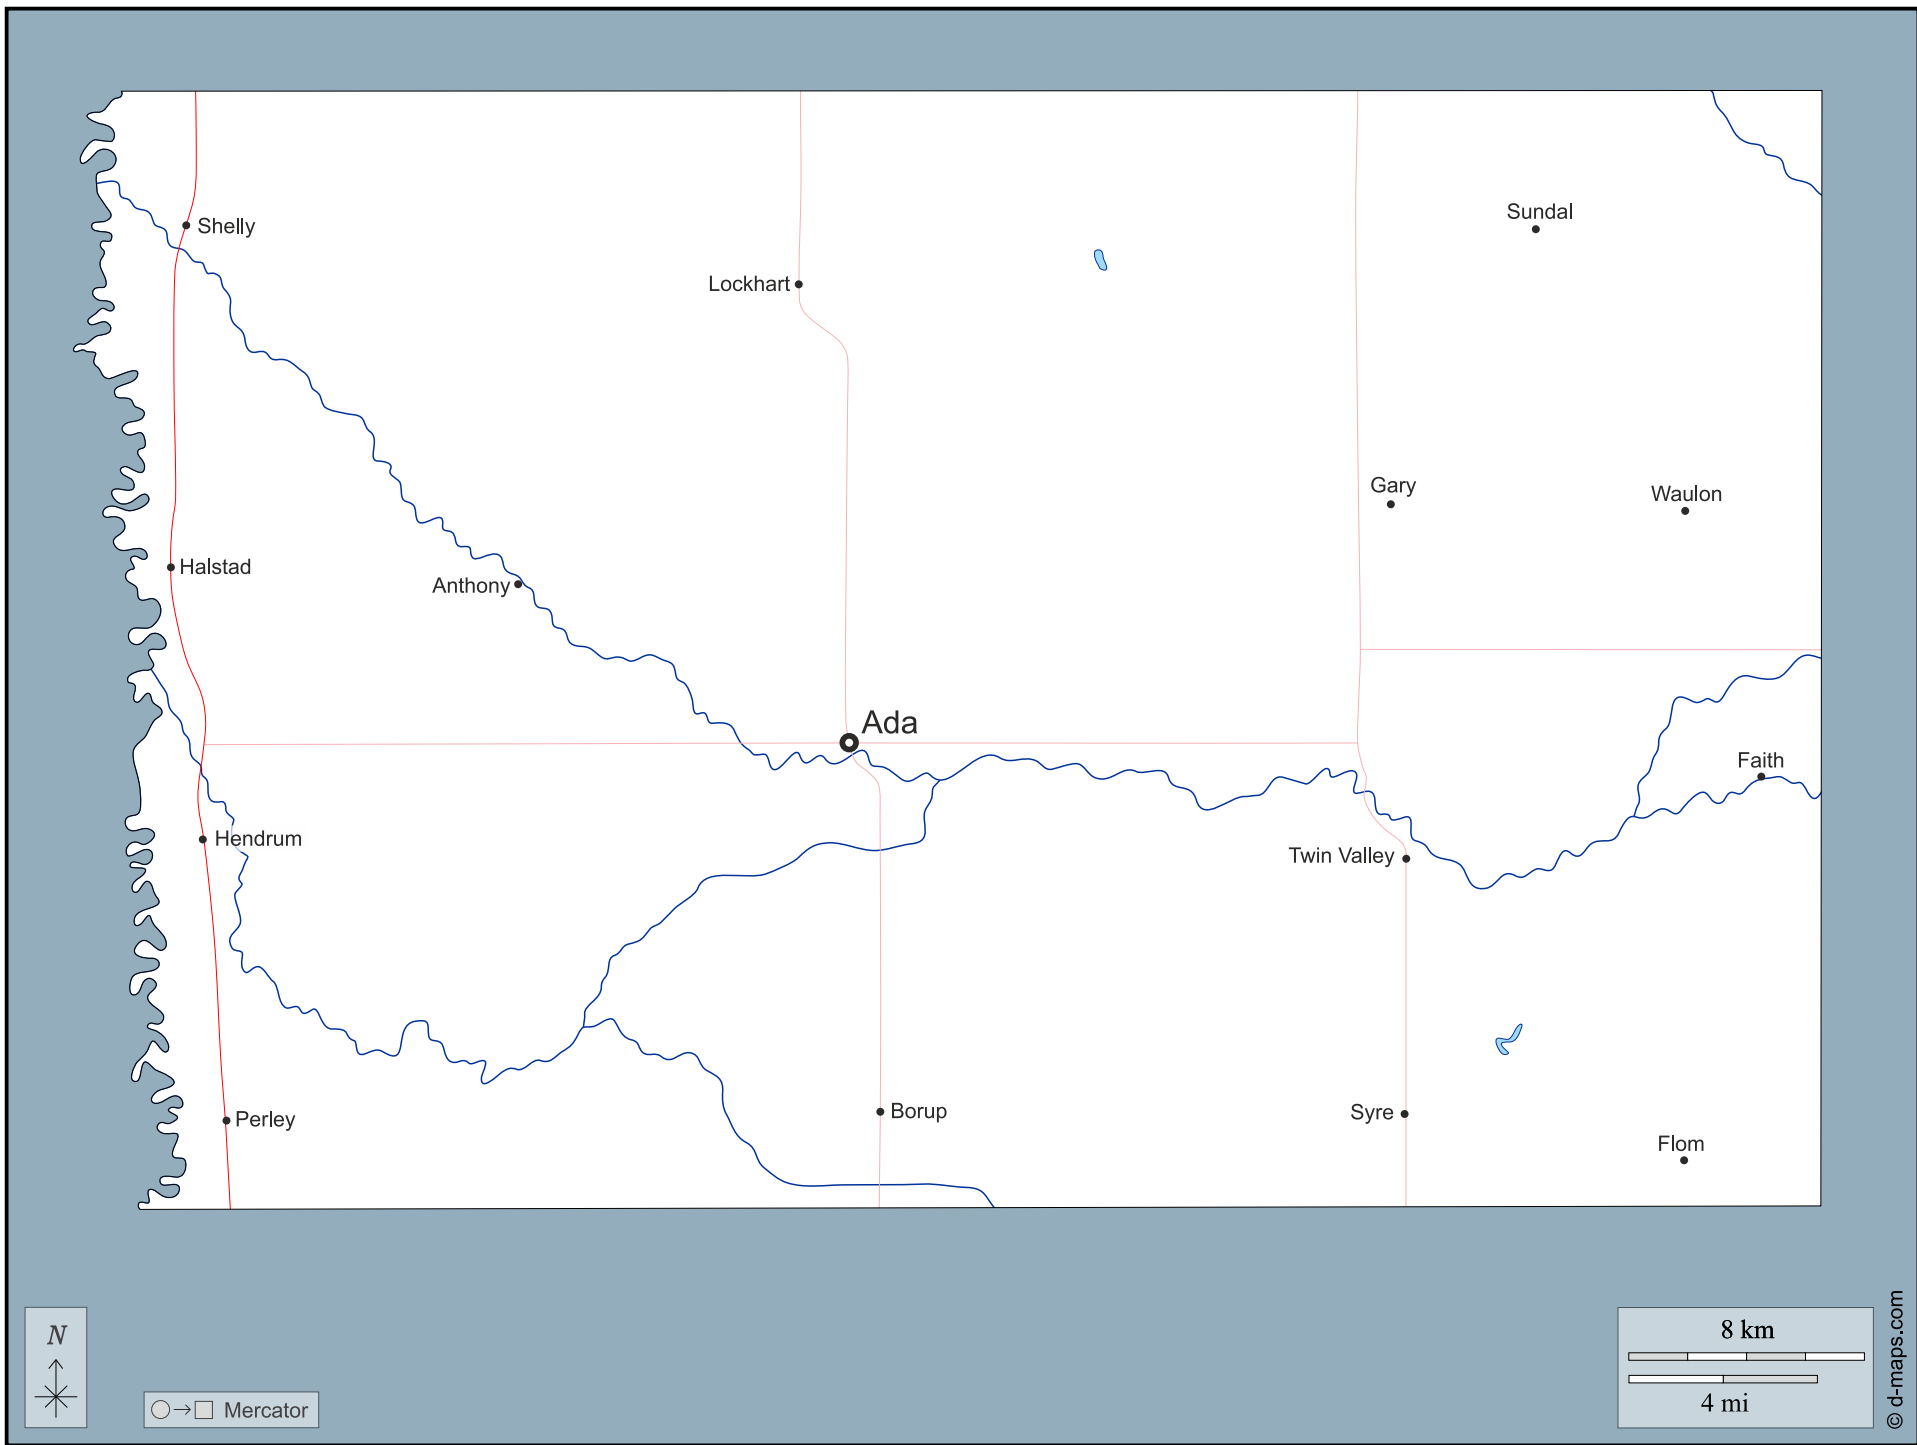 Shelly
Sundal
Lockhart
Gary
Waulon
Halstad
Anthony
Ada
Faith
Hendrum
Twin Valley
Perley
Borup
Syre
Flom
N
Mercator
8 km
4 mi
© d-maps.com